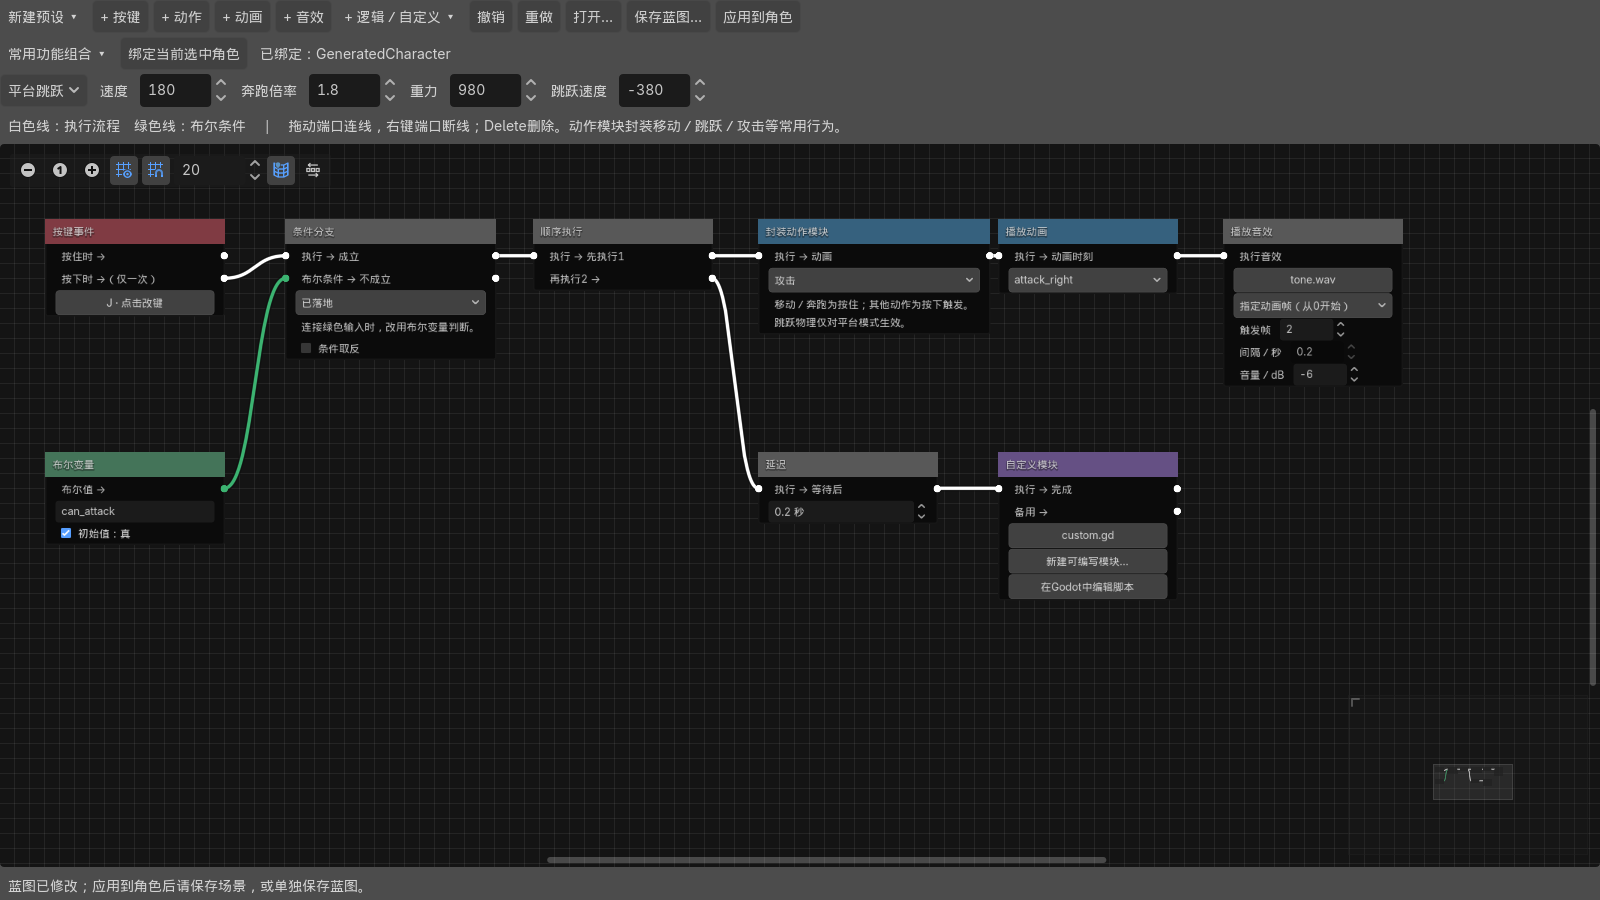 新建预设 ▾ + 按键 + 动作 + 动画 + 音效 + 逻辑 / 自定义 ▾ 撤销 重做 打开... 保存蓝图... 应用到角色
常用功能组合 ▾ 绑定当前选中角色 已绑定：GeneratedCharacter
平台跳跃 速度 180 奔跑倍率 1.8 重力 980 跳跃速度 -380
白色线：执行流程 绿色线：布尔条件 | 拖动端口连线，右键端口断线；Delete删除。动作模块封装移动 / 跳跃 / 攻击等常用行为。
1 20
按键事件
按住时 →
按下时 →（仅一次）
J · 点击改键
条件分支
执行 → 成立
布尔条件 → 不成立
已落地
连接绿色输入时，改用布尔变量判断。
条件取反
顺序执行
执行 → 先执行1
再执行2 →
封装动作模块
执行 → 动画
攻击
移动 / 奔跑为按住；其他动作为按下触发。
跳跃物理仅对平台模式生效。
播放动画
执行 → 动画时刻
attack_right
播放音效
执行音效
tone.wav
指定动画帧（从0开始）
触发帧 2
间隔 / 秒 0.2
音量 / dB -6
布尔变量
布尔值 →
can_attack
初始值：真
延迟
执行 → 等待后
0.2 秒
自定义模块
执行 → 完成
备用 →
custom.gd
新建可编写模块...
在Godot中编辑脚本
蓝图已修改；应用到角色后请保存场景，或单独保存蓝图。